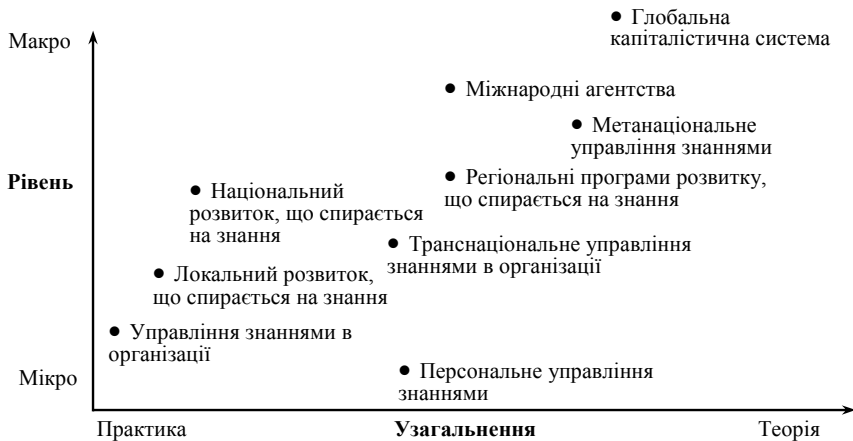 ● Глобальна
капіталістична система
Макро
● Міжнародні агентства
● Метанаціональне
управління знаннями
Рівень
● Регіональні програми розвитку,
що спирається на знання
● Національний
розвиток, що спирається
на знання
● Транснаціональне управління
знаннями в організації
● Локальний розвиток,
що спирається на знання
● Управління знаннями в
організації
Мікро
● Персональне управління
знаннями
Практика
Узагальнення
Теорія